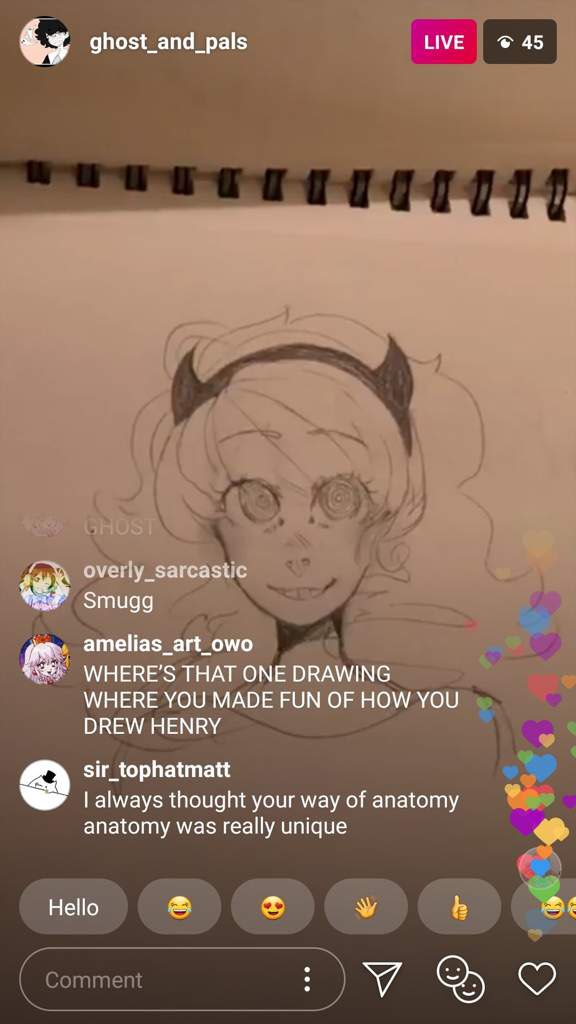 ghost_and_pals
LIVE
45
GHOST
overly_sarcastic
Smugg
amelias_art_owo
WHERE'S THAT ONE DRAWING
WHERE YOU MADE FUN OF HOW YOU
DREW HENRY
sir_tophatmatt
I always thought your way of anatomy
anatomy was really unique
Hello
Comment